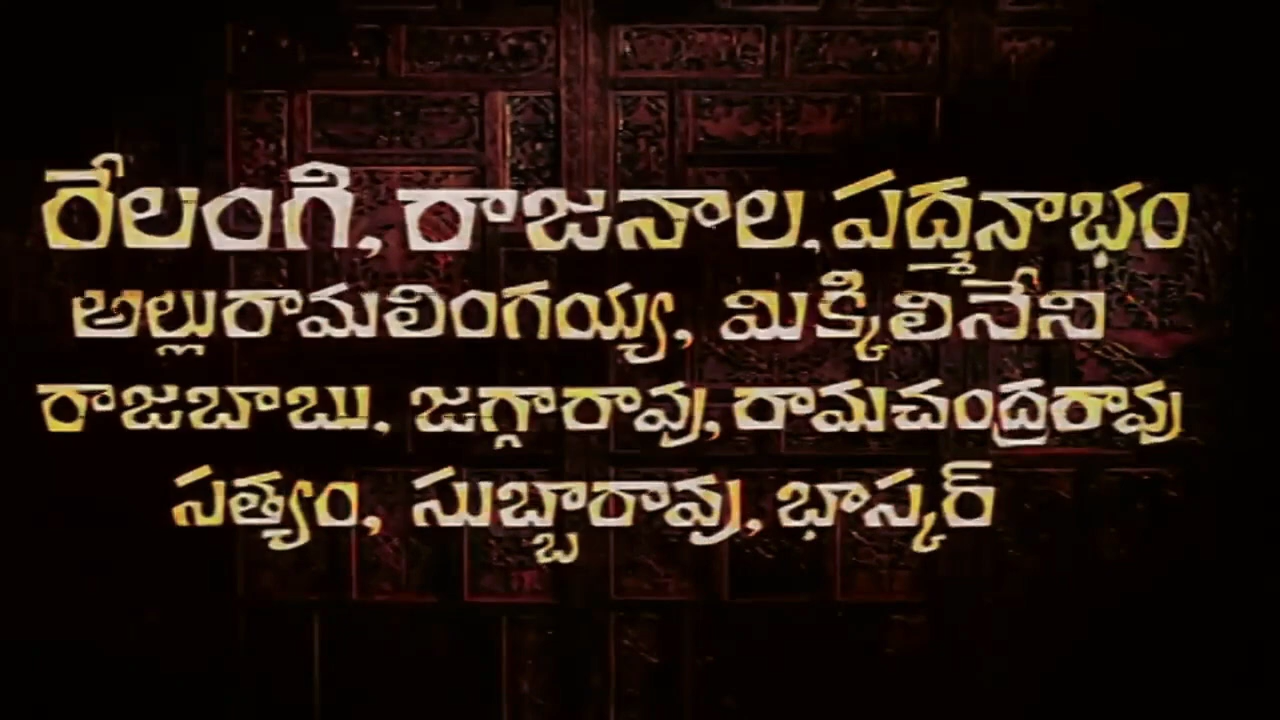 రేలంగి, రాజనాల, పద్మనాభం
అల్లురామలింగయ్య, మిక్కిలినేని
రాజబాబు, జగ్గారావు, రామచంద్రరావు
సత్యం, సుబ్బారావు, భాస్కర్